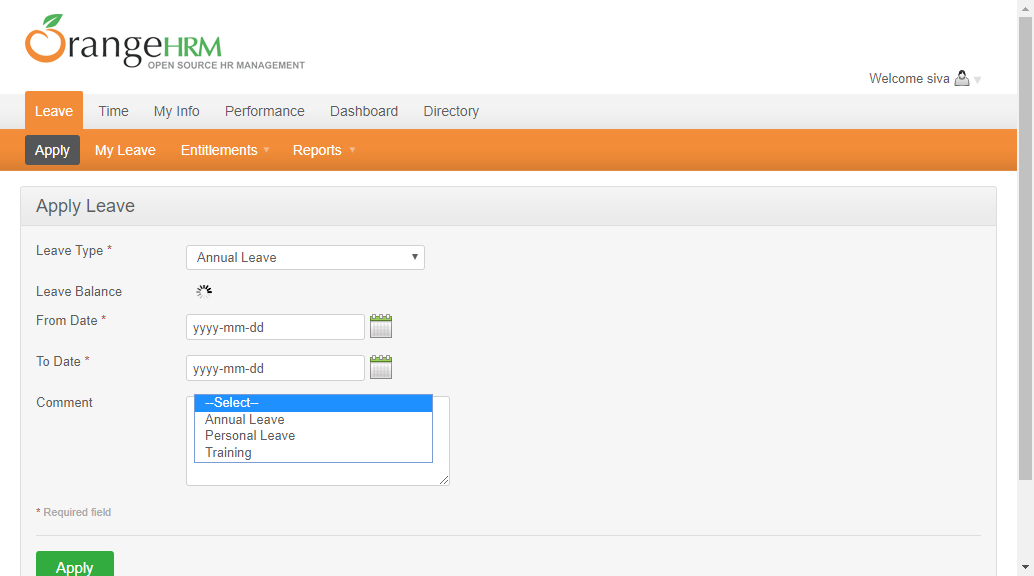 OrangeHRM
OPEN SOURCE HR MANAGEMENT
Welcome siva
Leave Time My Info Performance Dashboard Directory
Apply My Leave Entitlements Reports
Apply Leave
Leave Type * Annual Leave
Leave Balance
From Date * yyyy-mm-dd
To Date * yyyy-mm-dd
Comment
--Select--
Annual Leave
Personal Leave
Training
* Required field
Apply